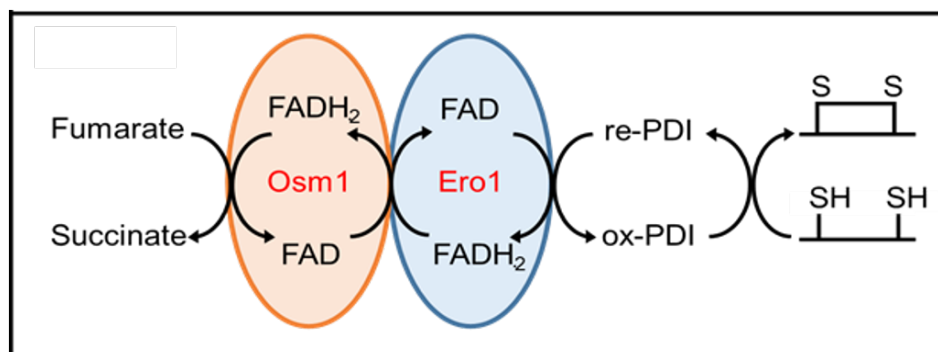 S S
FADH2 FAD
Fumarate re-PDI
Osm1 Ero1
SH SH
Succinate ox-PDI
FAD FADH2